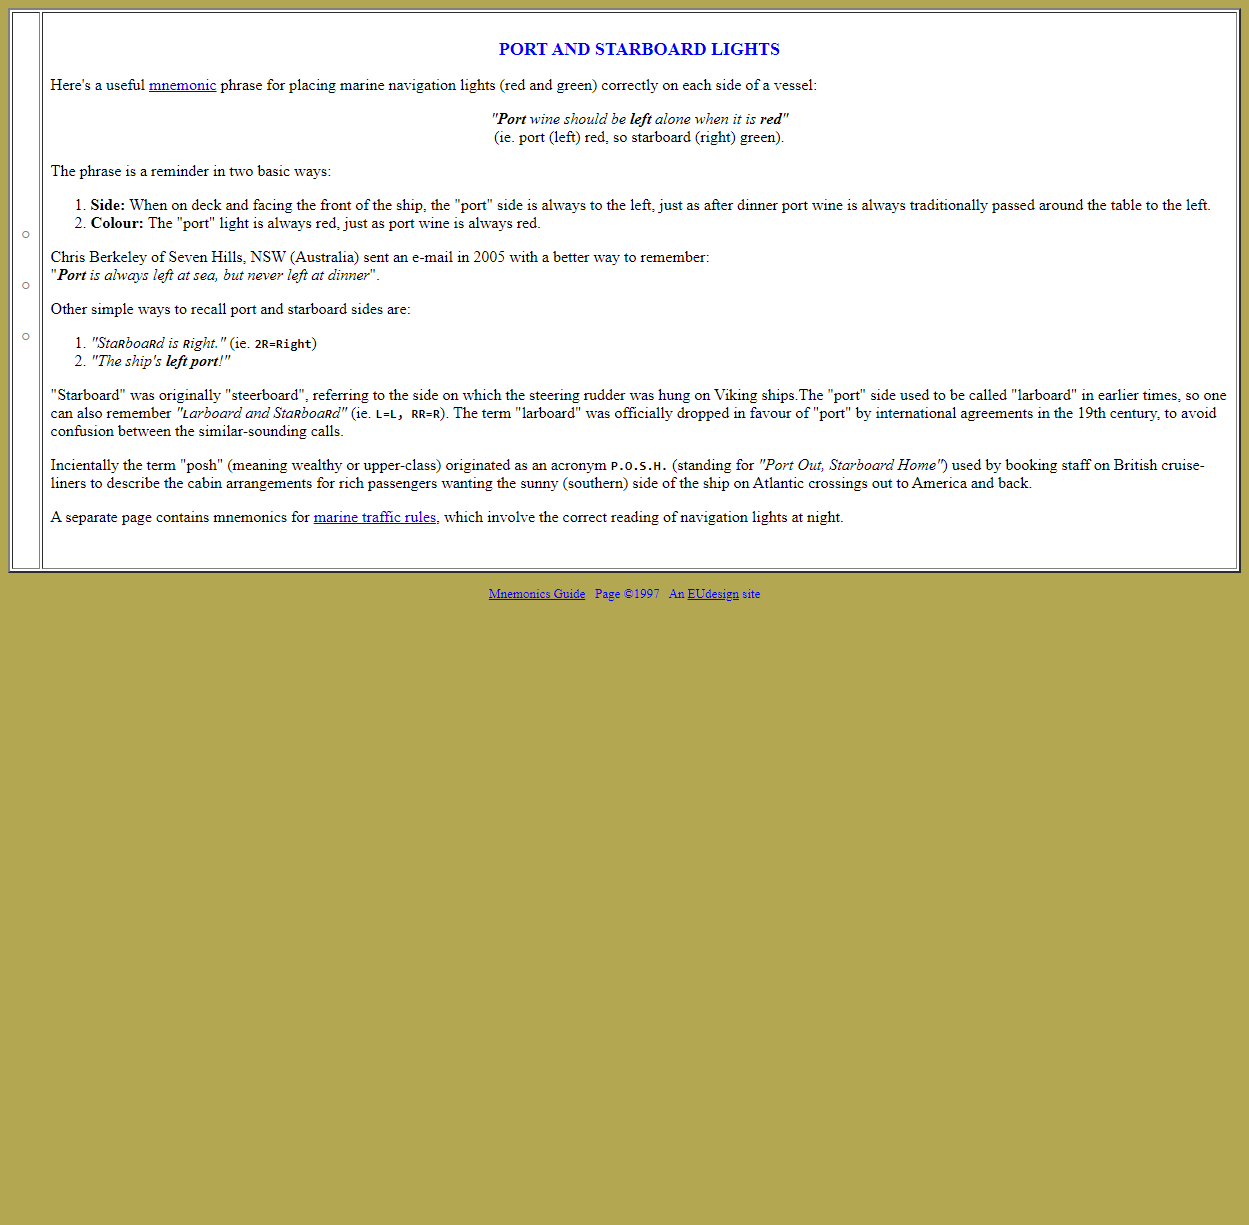 PORT AND STARBOARD LIGHTS
Here's a useful mnemonic phrase for placing marine navigation lights (red and green) correctly on each side of a vessel:
"Port wine should be left alone when it is red"
(ie. port (left) red, so starboard (right) green).
The phrase is a reminder in two basic ways:
1. Side: When on deck and facing the front of the ship, the "port" side is always to the left, just as after dinner port wine is always traditionally passed around the table to the left.
2. Colour: The "port" light is always red, just as port wine is always red.
Chris Berkeley of Seven Hills, NSW (Australia) sent an e-mail in 2005 with a better way to remember:
"Port is always left at sea, but never left at dinner".
Other simple ways to recall port and starboard sides are:
1. "StaRboaRd is Right." (ie. 2R=Right)
2. "The ship's left port!"
"Starboard" was originally "steerboard", referring to the side on which the steering rudder was hung on Viking ships.The "port" side used to be called "larboard" in earlier times, so one
can also remember "Larboard and StaRboaRd" (ie. L=L, RR=R). The term "larboard" was officially dropped in favour of "port" by international agreements in the 19th century, to avoid
confusion between the similar-sounding calls.
Incientally the term "posh" (meaning wealthy or upper-class) originated as an acronym P.O.S.H. (standing for "Port Out, Starboard Home") used by booking staff on British cruise-
liners to describe the cabin arrangements for rich passengers wanting the sunny (southern) side of the ship on Atlantic crossings out to America and back.
A separate page contains mnemonics for marine traffic rules, which involve the correct reading of navigation lights at night.
Mnemonics Guide Page ©1997 An EUdesign site